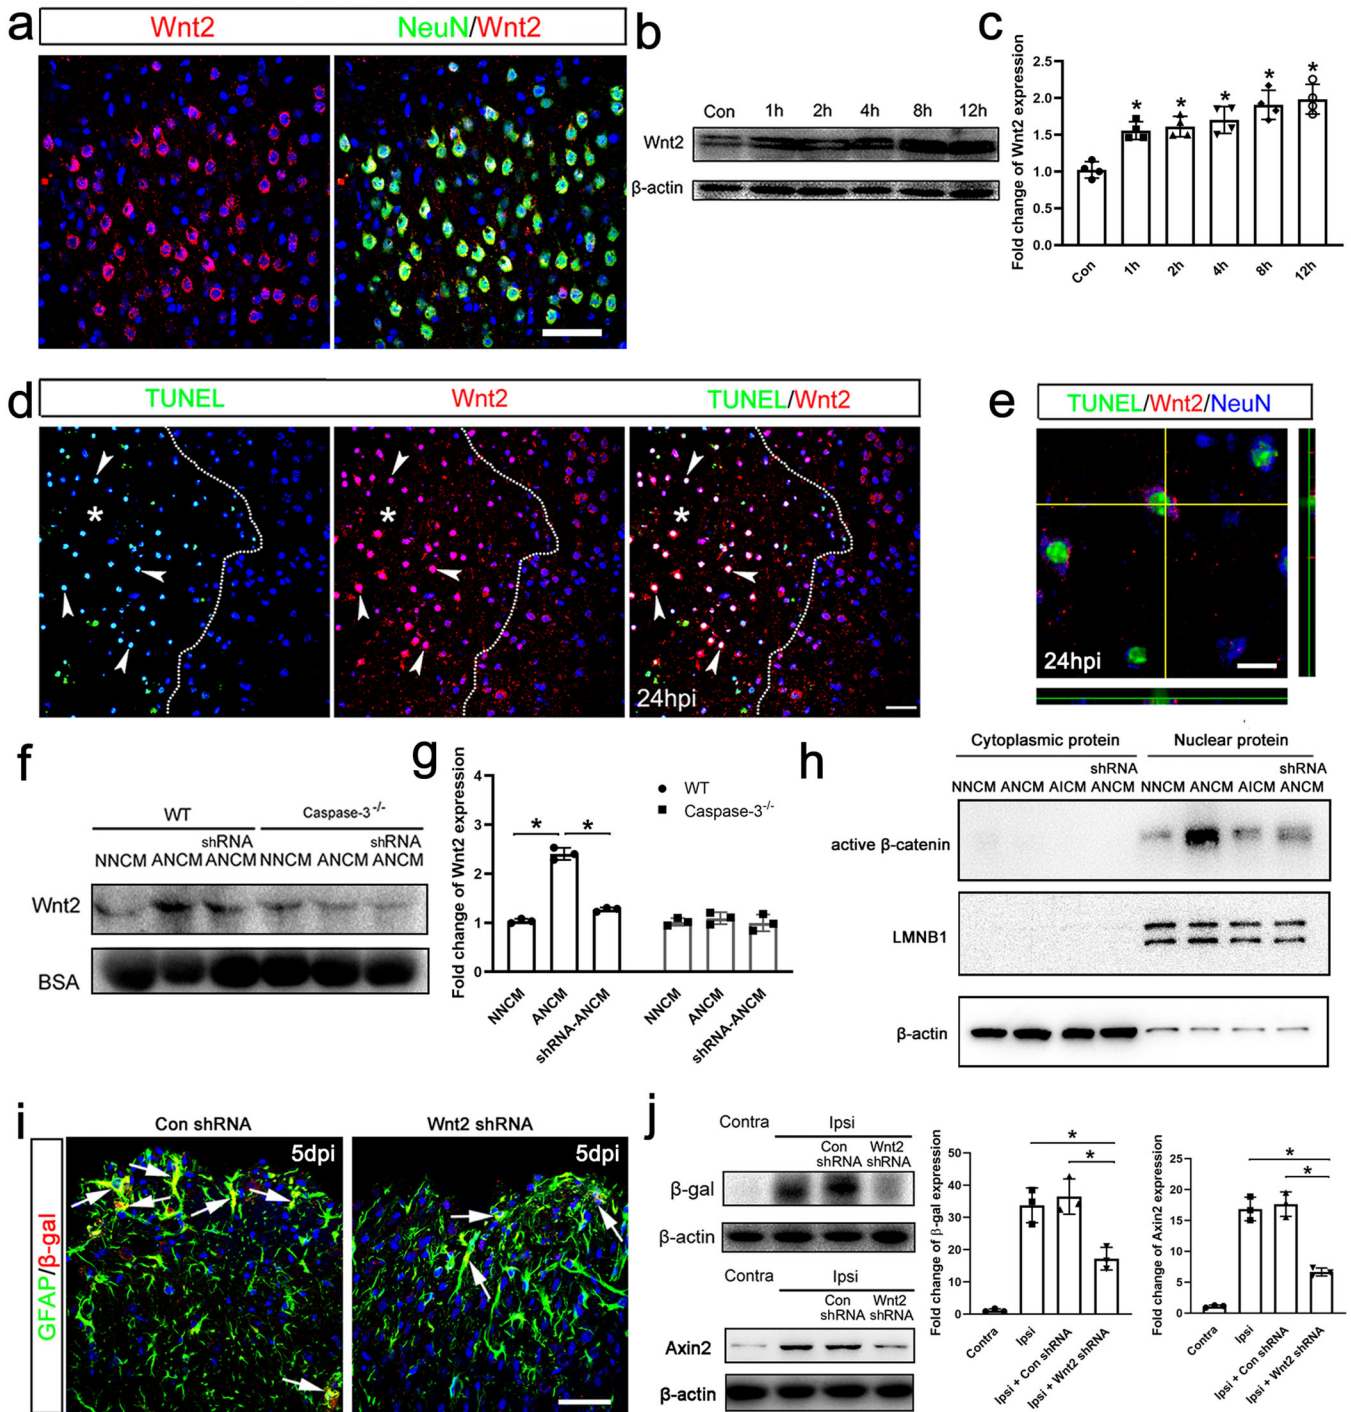 a
Wnt2
NeuN/Wnt2
b
Con 1h 2h 4h 8h 12h
Wnt2
β-actin
c
Fold change of Wnt2 expression
2.5
2.0
1.5
1.0
0.5
0.0
* * * * *
Con 1h 2h 4h 8h 12h
d
TUNEL
Wnt2
TUNEL/Wnt2
* * *
24hpi
e
TUNEL/Wnt2/NeuN
24hpi
f
WT Caspase-3-/-
shRNA shRNA
NNCM ANCM ANCM NNCM ANCM ANCM
Wnt2
BSA
g
Fold change of Wnt2 expression
4
3
2
1
0
* *
WT
Caspase-3-/-
NNCM ANCM shRNA-ANCM NNCM ANCM shRNA-ANCM
h
Cytoplasmic protein Nuclear protein
shRNA shRNA
NNCM ANCM AICM ANCM NNCM ANCM AICM ANCM
active β-catenin
LMNB1
β-actin
i
Con shRNA
Wnt2 shRNA
GFAP/β-gal
5dpi
5dpi
j
Contra Ipsi
Con Wnt2
shRNA shRNA
β-gal
β-actin
Contra Ipsi
Con Wnt2
shRNA shRNA
Axin2
β-actin
Fold change of β-gal expression
50
40
30
20
10
0
*
*
Contra Ipsi Ipsi + Con shRNA Ipsi + Wnt2 shRNA
Fold change of Axin2 expression
25
20
15
10
5
0
*
*
Contra Ipsi Ipsi + Con shRNA Ipsi + Wnt2 shRNA